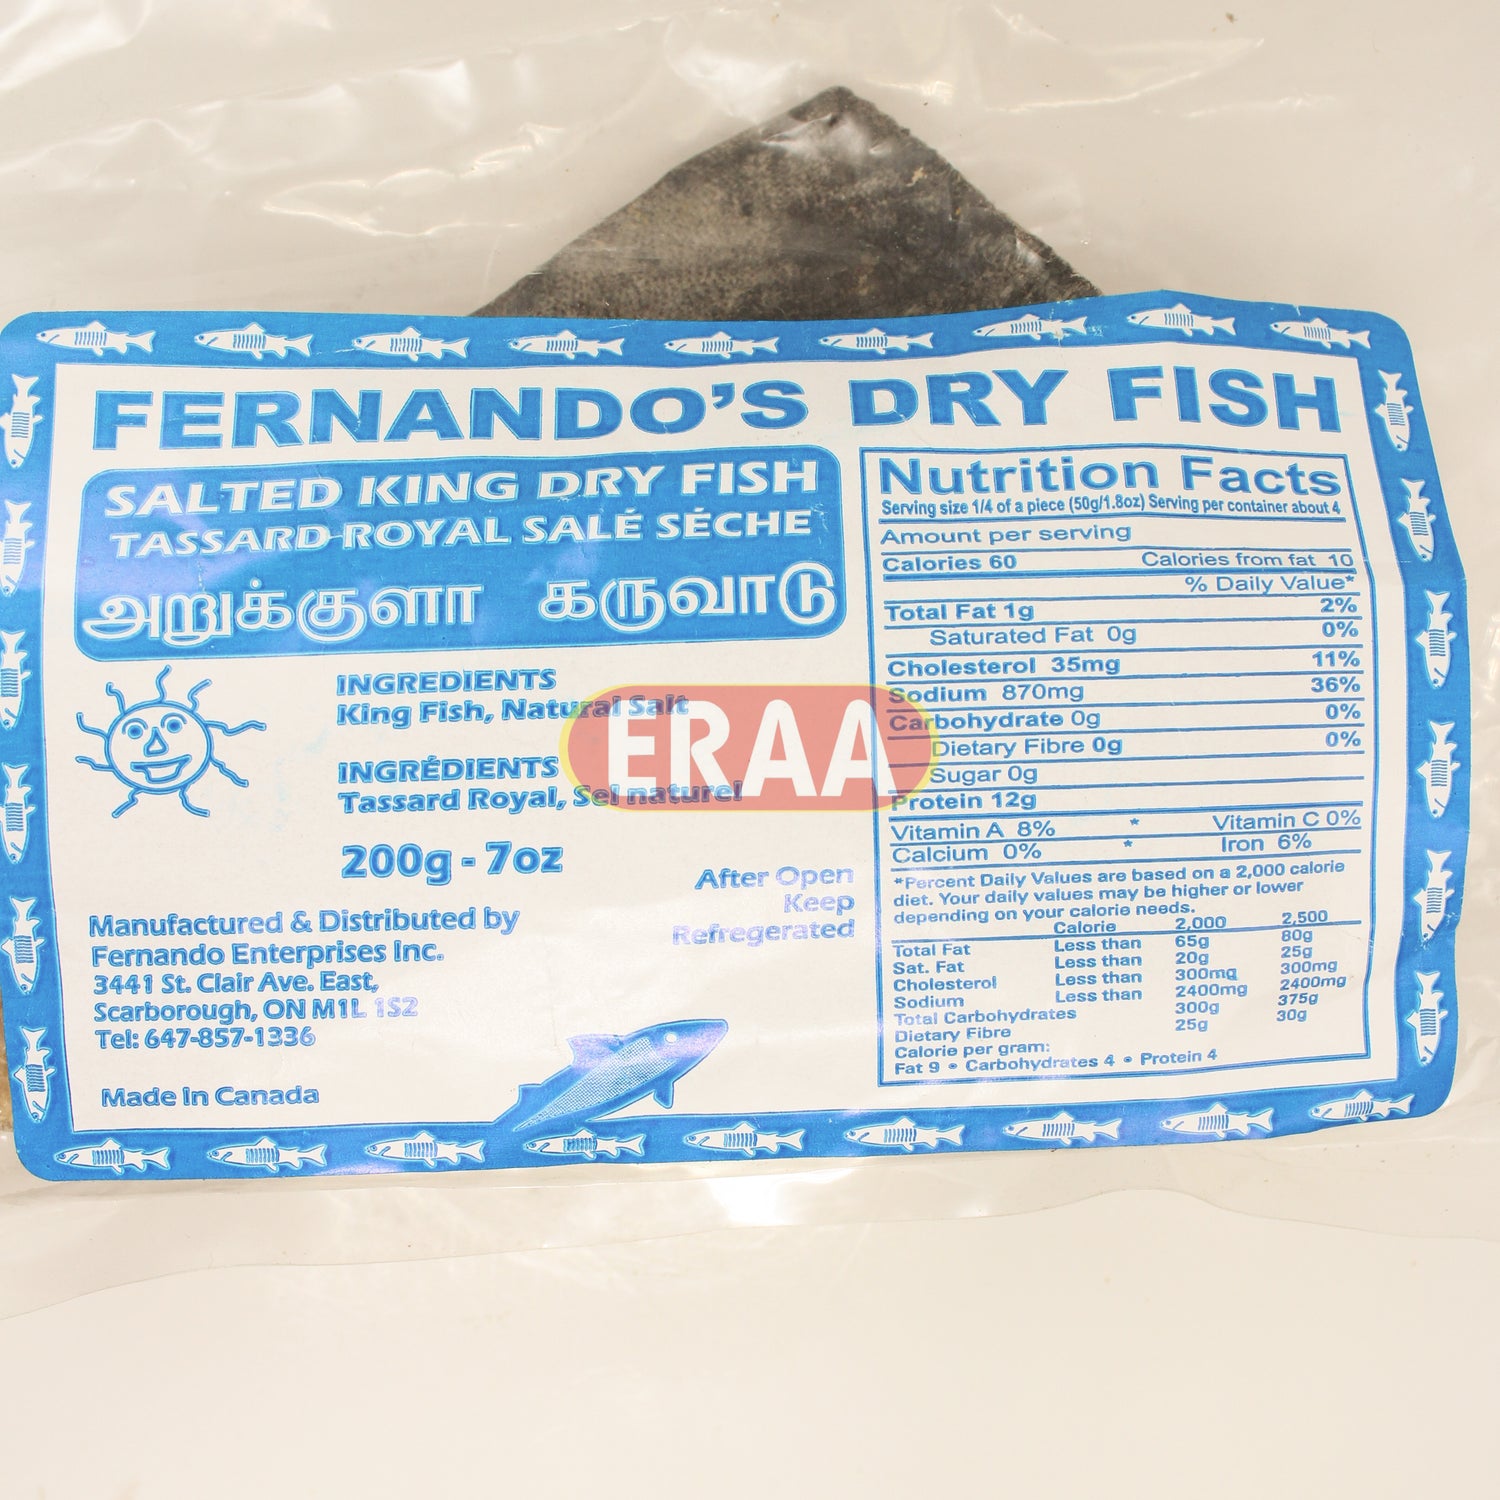 FERNANDO'S DRY FISH
SALTED KING DRY FISH
TASSARD ROYAL SALÉ SÉCHE
அறுக்குளா கருவாடு
INGREDIENTS
King Fish, Natural Salt
INGRÉDIENTS
Tassard Royal, Sel naturel
ERAA
200g - 7oz
After Open
Keep
Refregerated
Manufactured & Distributed by
Fernando Enterprises Inc.
3441 St. Clair Ave. East,
Scarborough, ON M1L 1S2
Tel: 647-857-1336
Made In Canada
Nutrition Facts
Serving size 1/4 of a piece (50g/1.8oz) Serving per container about 4
Amount per serving
Calories 60 Calories from fat 10
% Daily Value*
Total Fat 1g 2%
Saturated Fat 0g 0%
Cholesterol 35mg 11%
Sodium 870mg 36%
Carbohydrate 0g 0%
Dietary Fibre 0g 0%
Sugar 0g
Protein 12g
Vitamin A 8% * Vitamin C 0%
Calcium 0% * Iron 6%
*Percent Daily Values are based on a 2,000 calorie
diet. Your daily values may be higher or lower
depending on your calorie needs.
Calorie 2,000 2,500
Total Fat Less than 65g 80g
Sat. Fat Less than 20g 25g
Cholesterol Less than 300mg 300mg
Sodium Less than 2400mg 2400mg
Total Carbohydrates 300g 375g
Dietary Fibre 25g 30g
Calorie per gram:
Fat 9 • Carbohydrates 4 • Protein 4